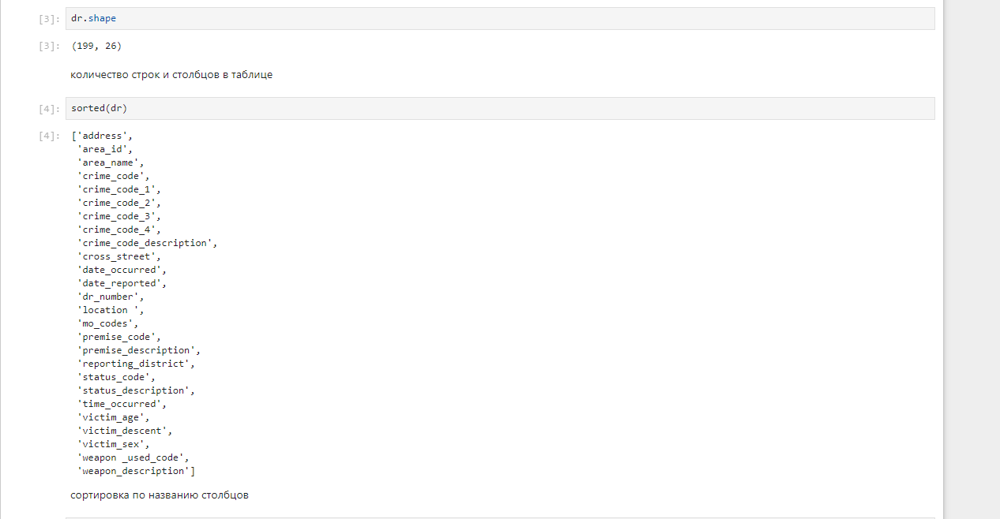 [3]: dr.shape
[3]: (199, 26)
количество строк и столбцов в таблице
[4]: sorted(dr)
[4]: ['address',
'area_id',
'area_name',
'crime_code',
'crime_code_1',
'crime_code_2',
'crime_code_3',
'crime_code_4',
'crime_code_description',
'cross_street',
'date_occurred',
'date_reported',
'dr_number',
'location ',
'mo_codes',
'premise_code',
'premise_description',
'reporting_district',
'status_code',
'status_description',
'time_occurred',
'victim_age',
'victim_descent',
'victim_sex',
'weapon _used_code',
'weapon_description']
сортировка по названию столбцов